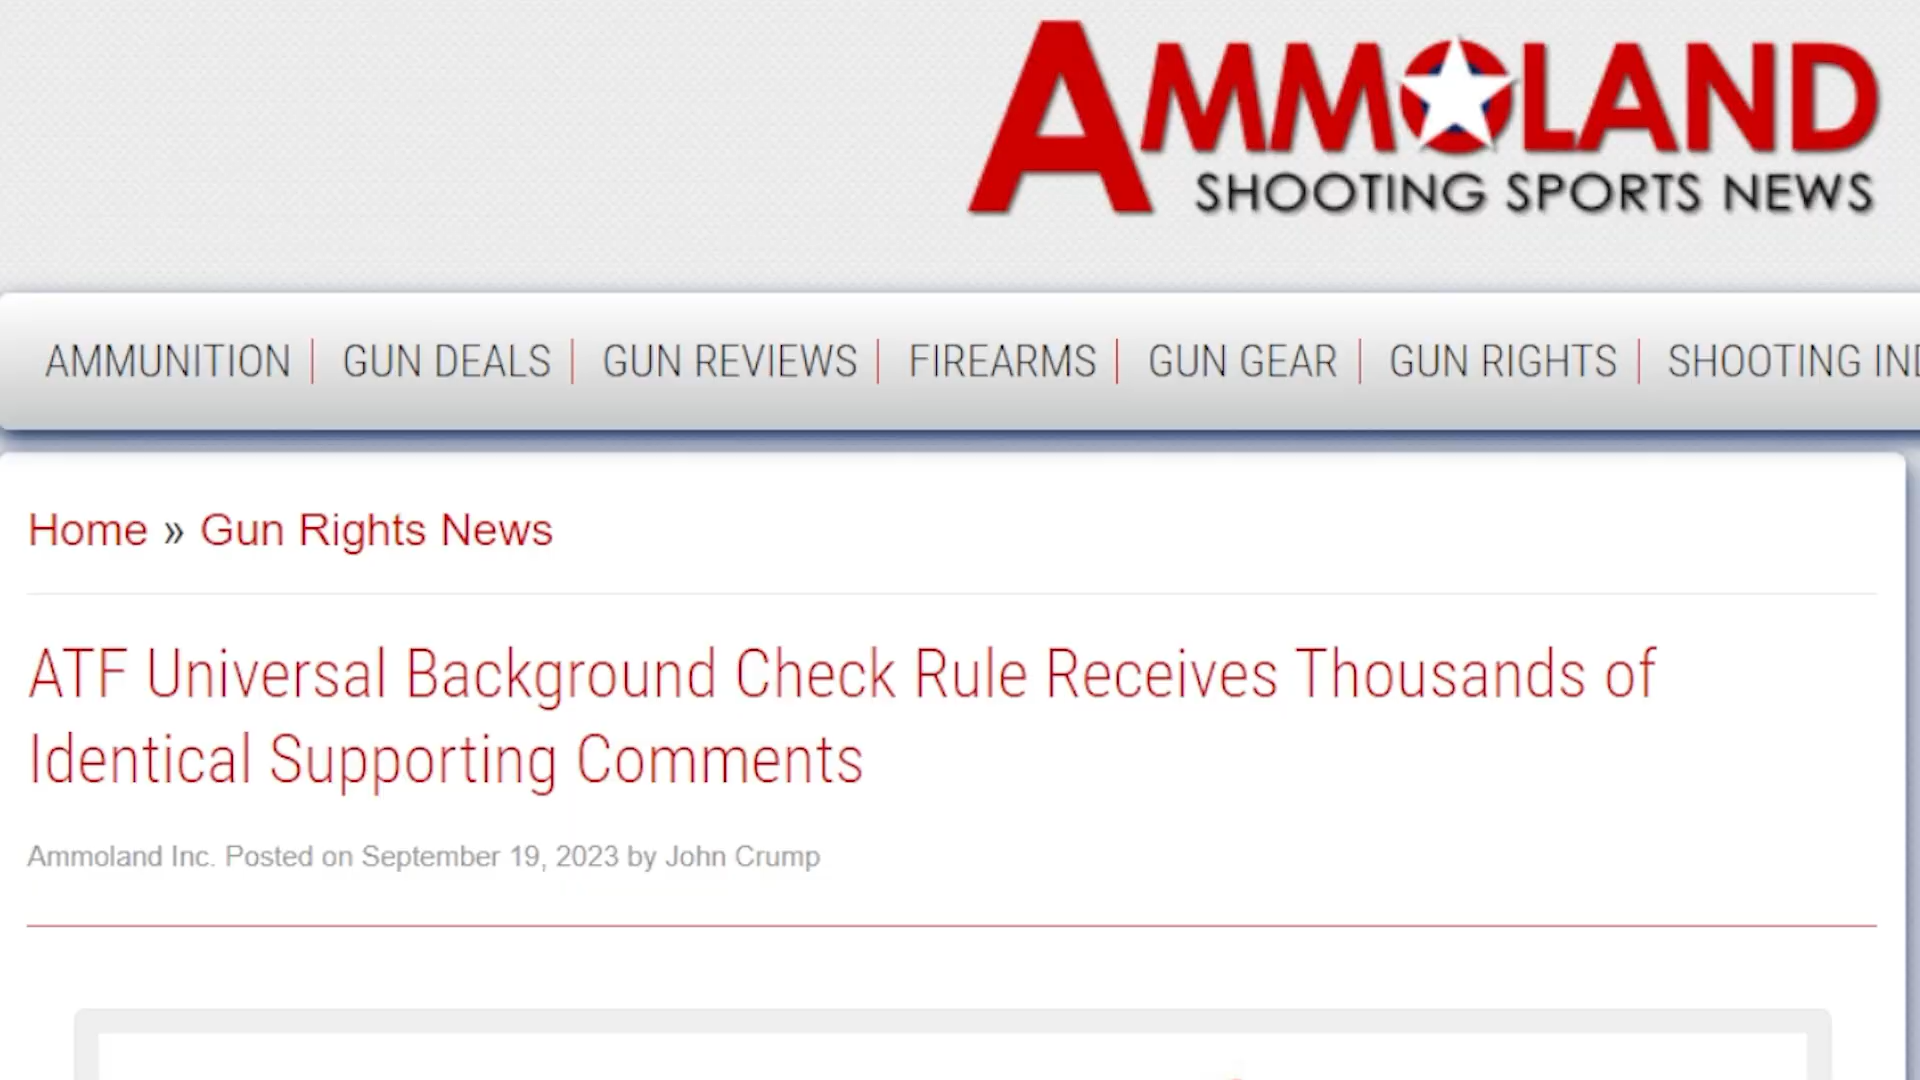 AMMOLAND
SHOOTING SPORTS NEWS
AMMUNITION | GUN DEALS | GUN REVIEWS | FIREARMS | GUN GEAR | GUN RIGHTS | SHOOTING IND
Home » Gun Rights News
ATF Universal Background Check Rule Receives Thousands of
Identical Supporting Comments
Ammoland Inc. Posted on September 19, 2023 by John Crump